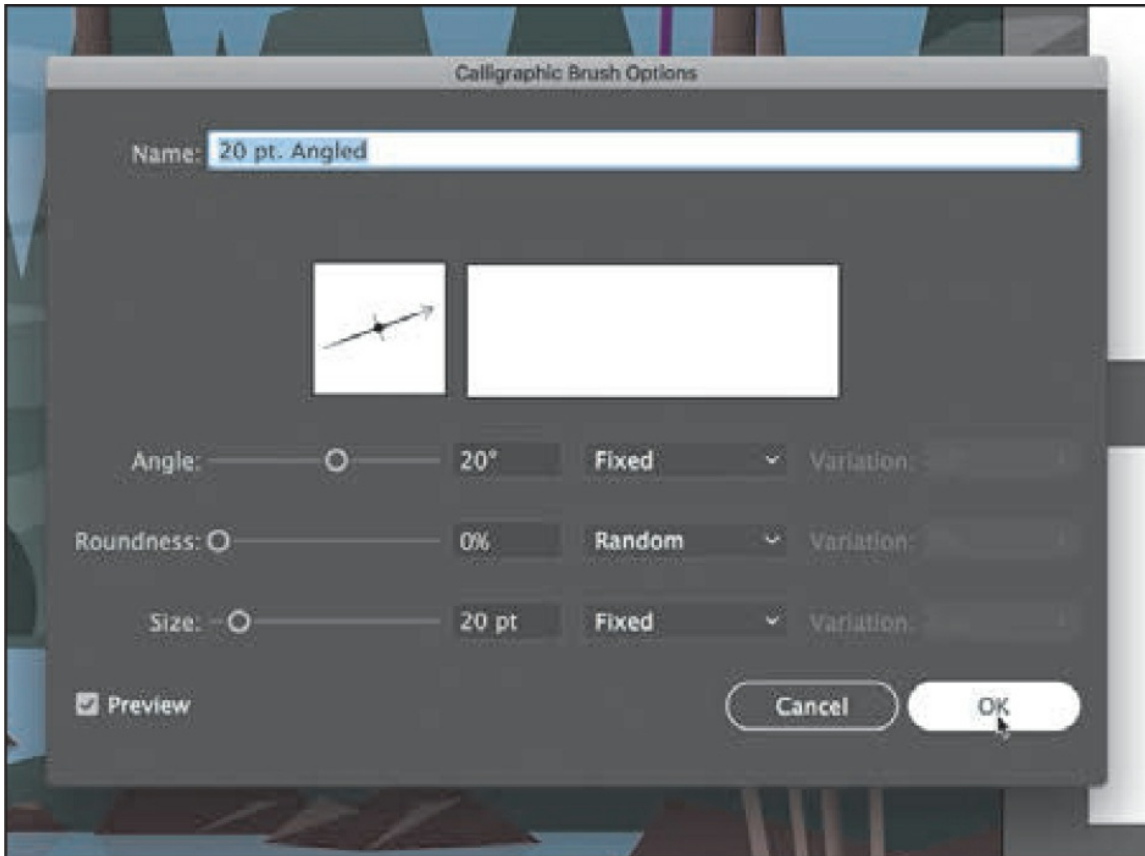 Calligraphic Brush Options
Name: 20 pt. Angled
Angle: 20° Fixed Variation:
Roundness: 0% Random Variation:
Size: 20 pt Fixed Variation:
Preview Cancel OK